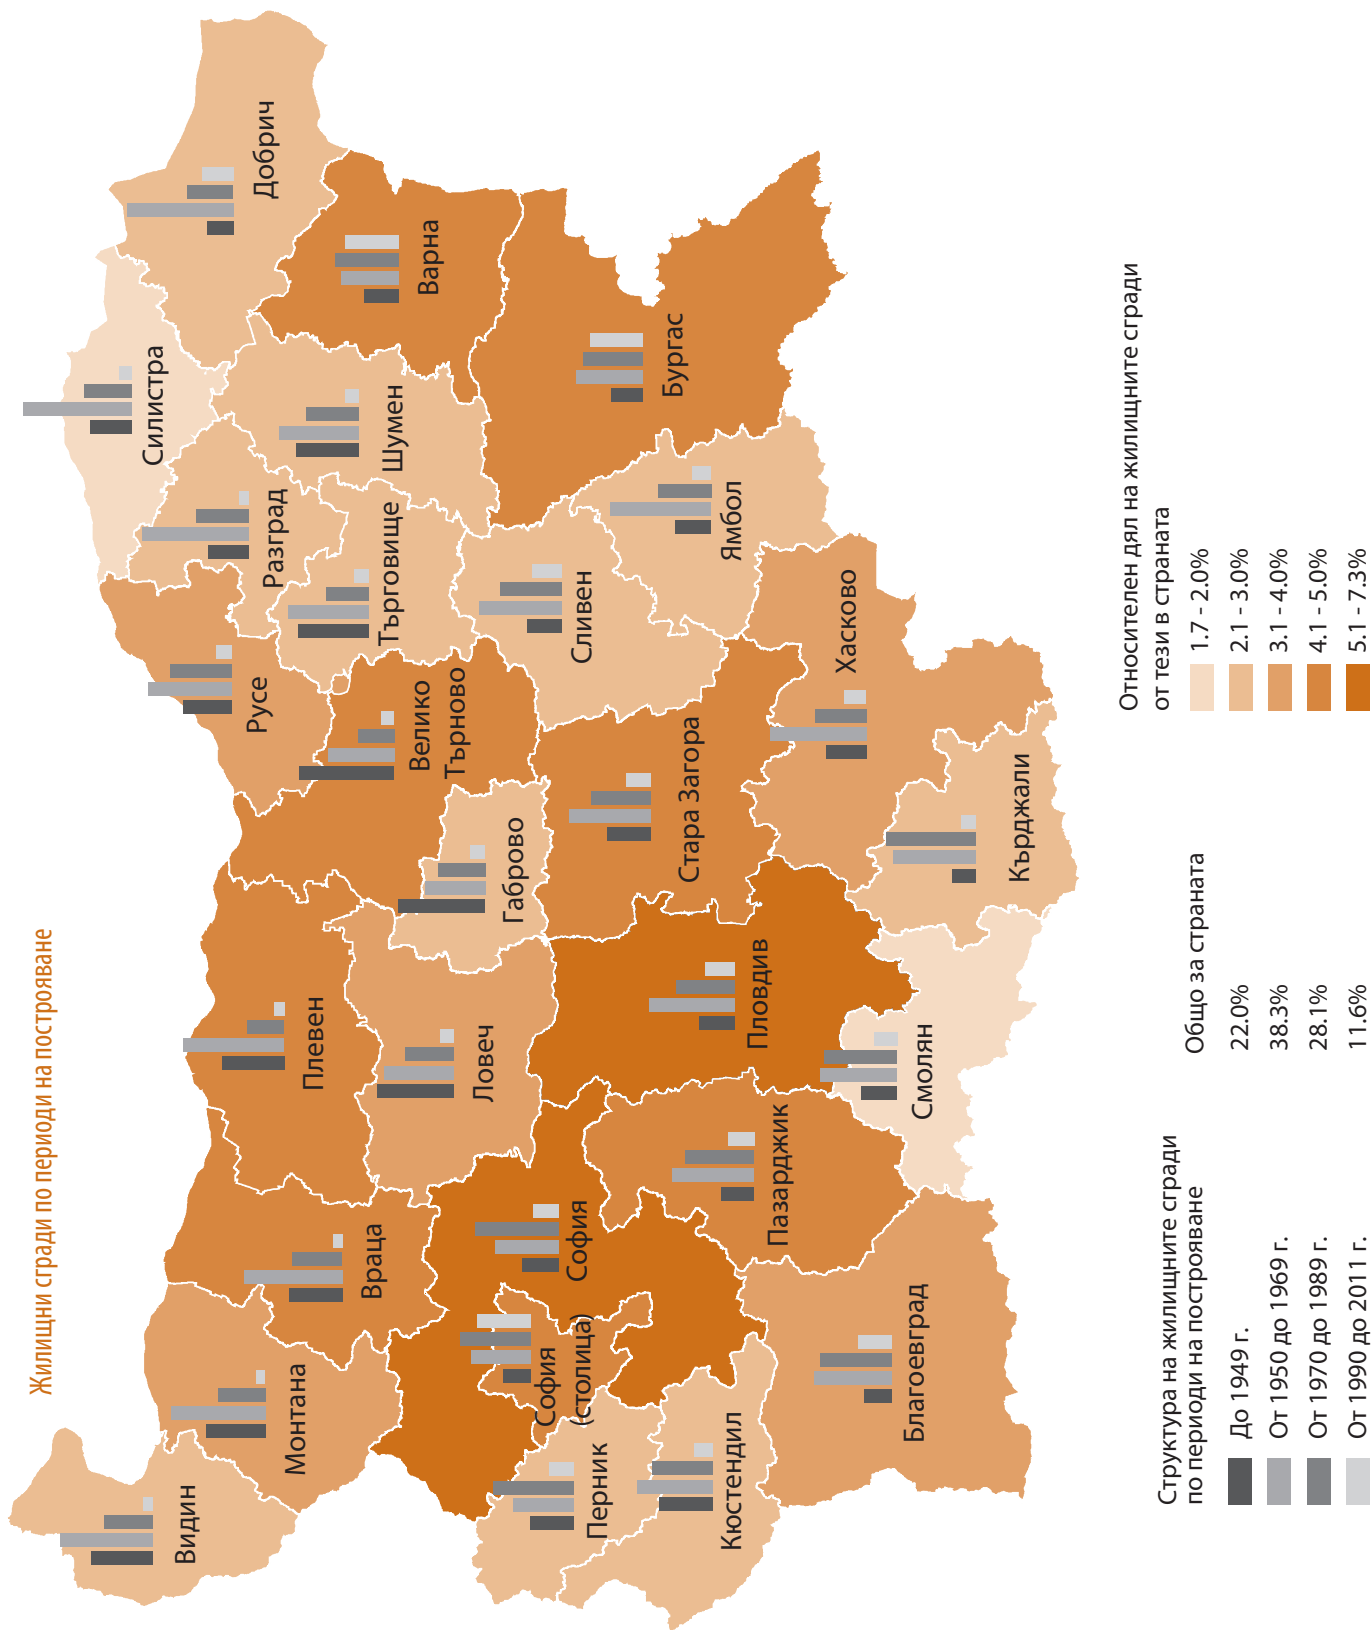 Жилищни сгради по периоди на построяване
Видин
Монтана
Враца
Плевен
Ловеч
Габрово
Велико
Търново
Русе
Разград
Силистра
Търговище
Шумен
Добрич
Варна
Бургас
Сливен
Ямбол
Стара Загора
Хасково
Кърджали
Пловдив
Смолян
Пазарджик
София
София
(столица)
Перник
Кюстендил
Благоевград
Структура на жилищните сгради
по периоди на построяване
Общо за страната
До 1949 г. 22.0%
От 1950 до 1969 г. 38.3%
От 1970 до 1989 г. 28.1%
От 1990 до 2011 г. 11.6%
Относителен дял на жилищните сгради
от тези в страната
1.7 - 2.0%
2.1 - 3.0%
3.1 - 4.0%
4.1 - 5.0%
5.1 - 7.3%